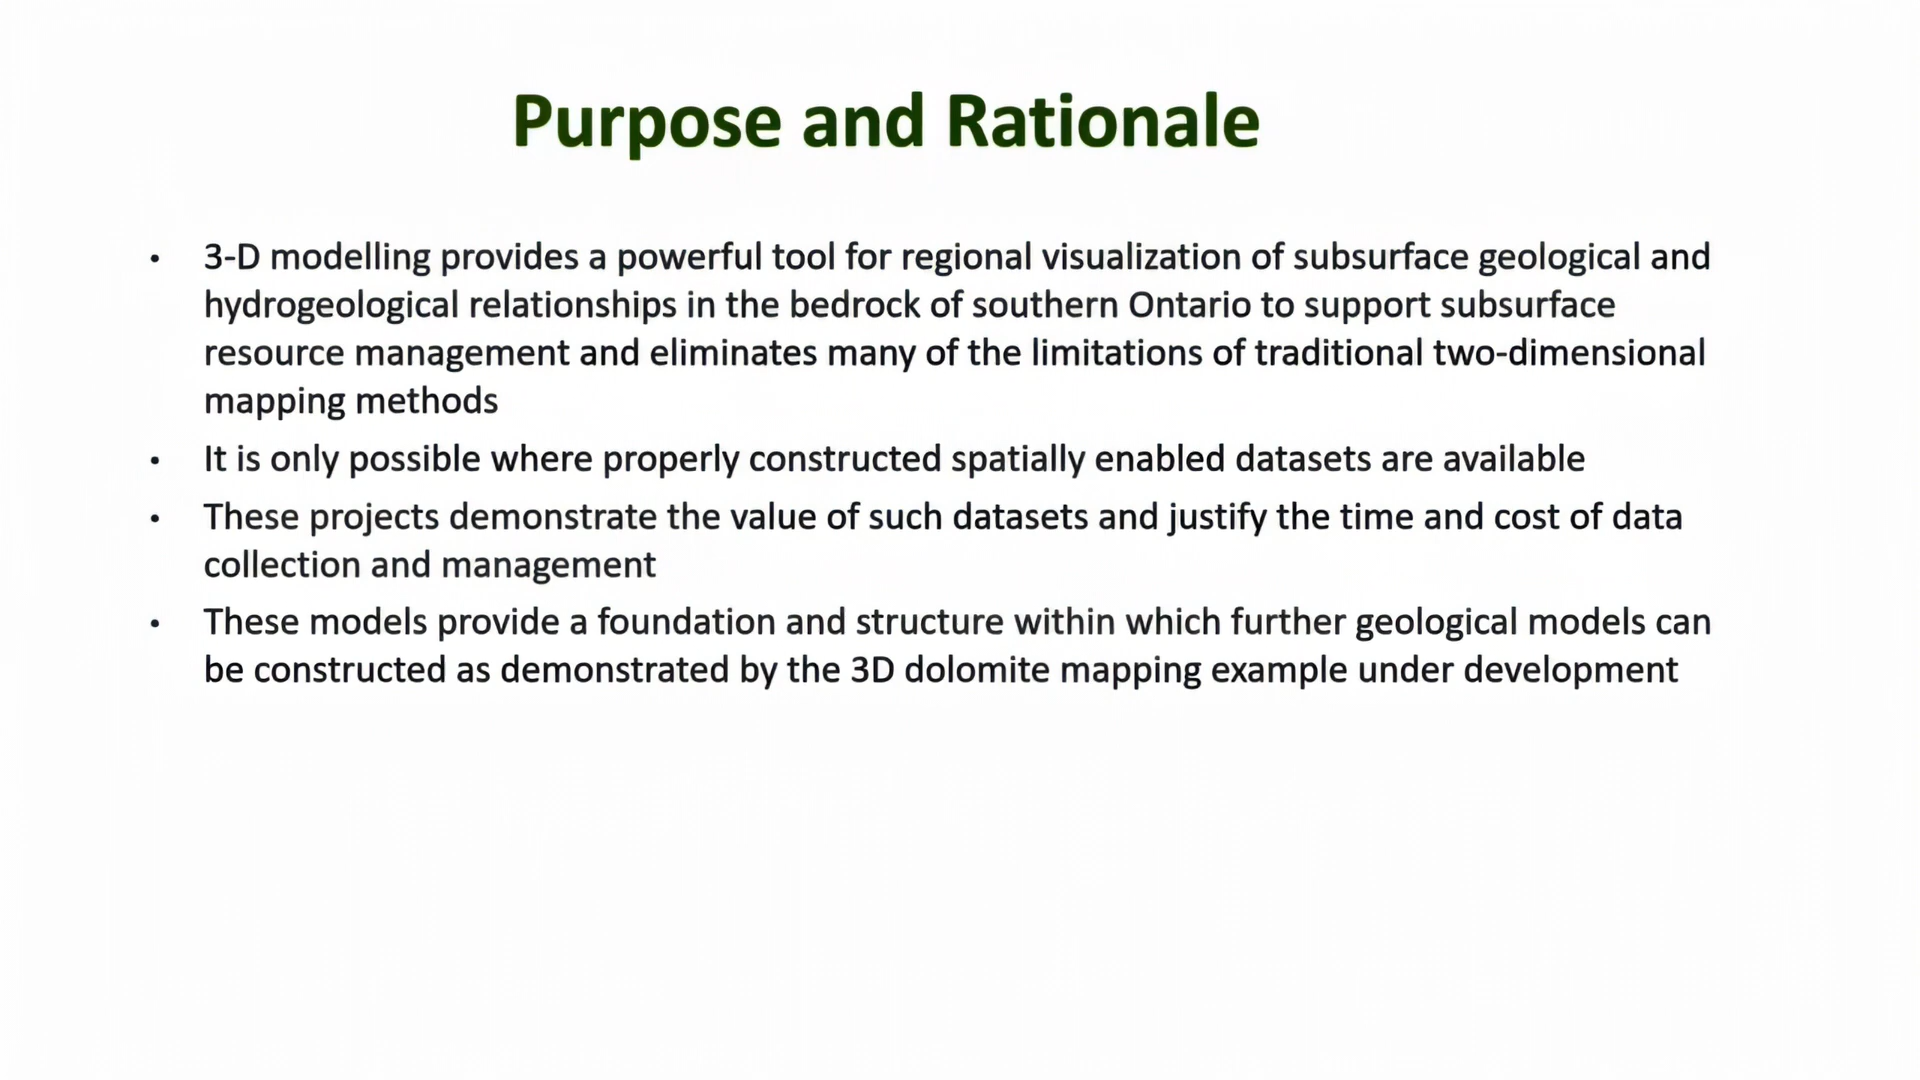 Purpose and Rationale
• 3-D modelling provides a powerful tool for regional visualization of subsurface geological and
hydrogeological relationships in the bedrock of southern Ontario to support subsurface
resource management and eliminates many of the limitations of traditional two-dimensional
mapping methods
• It is only possible where properly constructed spatially enabled datasets are available
• These projects demonstrate the value of such datasets and justify the time and cost of data
collection and management
• These models provide a foundation and structure within which further geological models can
be constructed as demonstrated by the 3D dolomite mapping example under development